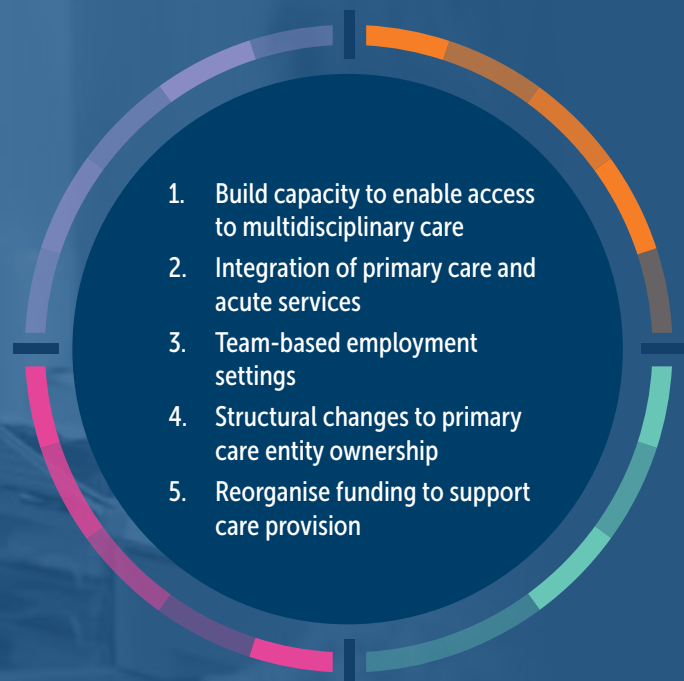 1. Build capacity to enable access
to multidisciplinary care
2. Integration of primary care and
acute services
3. Team-based employment
settings
4. Structural changes to primary
care entity ownership
5. Reorganise funding to support
care provision